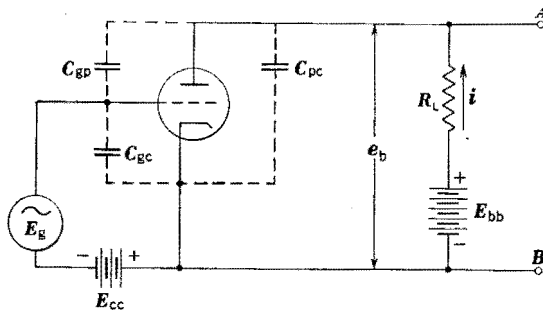 A
C_gp
C_pc
R_L
i
C_gc
e_b
+
E_bb
-
E_g
- +
E_cc
B